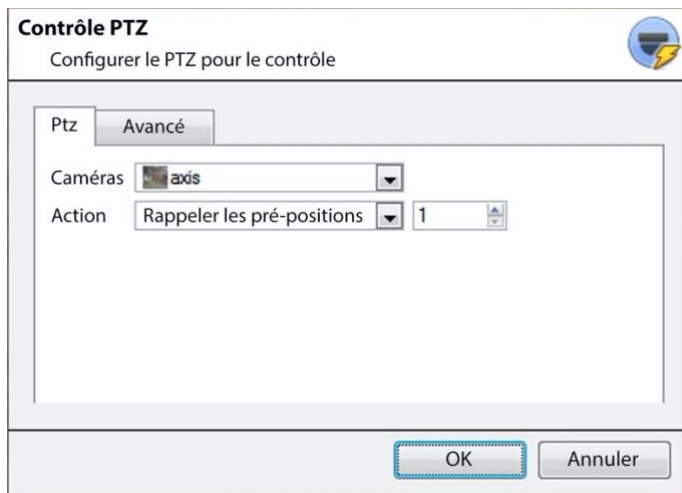 Contrôle PTZ
Configurer le PTZ pour le contrôle
Ptz Avancé
Caméras axis
Action Rappeler les pré-positions 1
OK Annuler